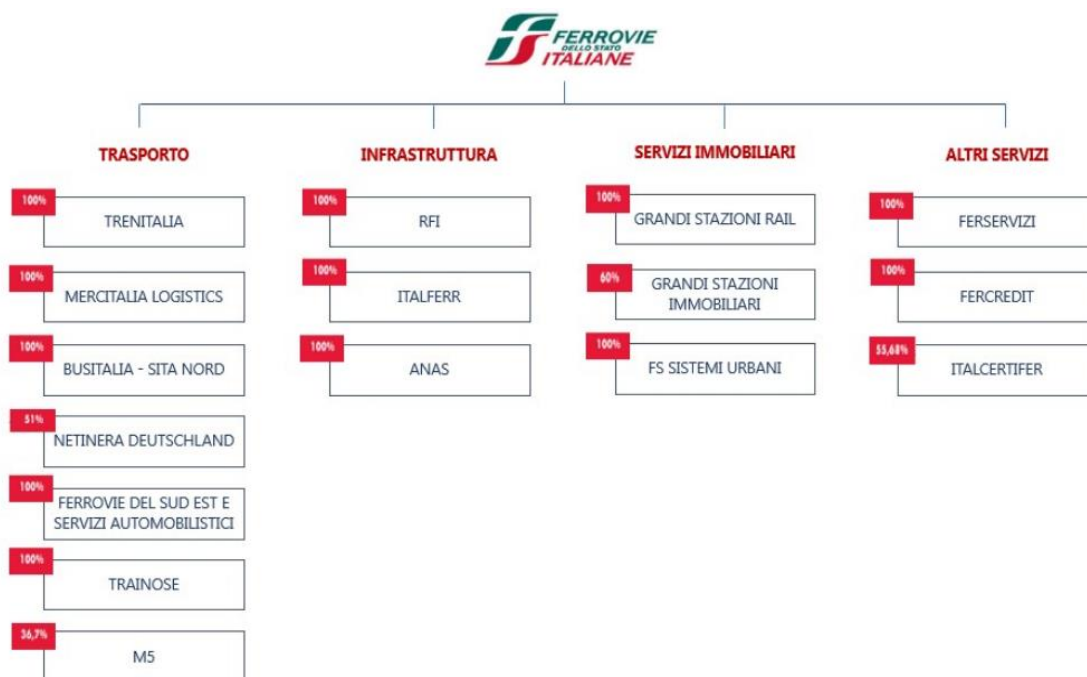 FERROVIE
DELLO STATO
ITALIANE
TRASPORTO
100%
TRENITALIA
100%
MERCITALIA LOGISTICS
100%
BUSITALIA - SITA NORD
51%
NETINERA DEUTSCHLAND
100%
FERROVIE DEL SUD EST E
SERVIZI AUTOMOBILISTICI
100%
TRAINOSE
36,7%
M5
INFRASTRUTTURA
100%
RFI
100%
ITALFERR
100%
ANAS
SERVIZI IMMOBILIARI
100%
GRANDI STAZIONI RAIL
60%
GRANDI STAZIONI
IMMOBILIARI
100%
FS SISTEMI URBANI
ALTRI SERVIZI
100%
FERSERVIZI
100%
FERCREDIT
55,68%
ITALCERTIFER